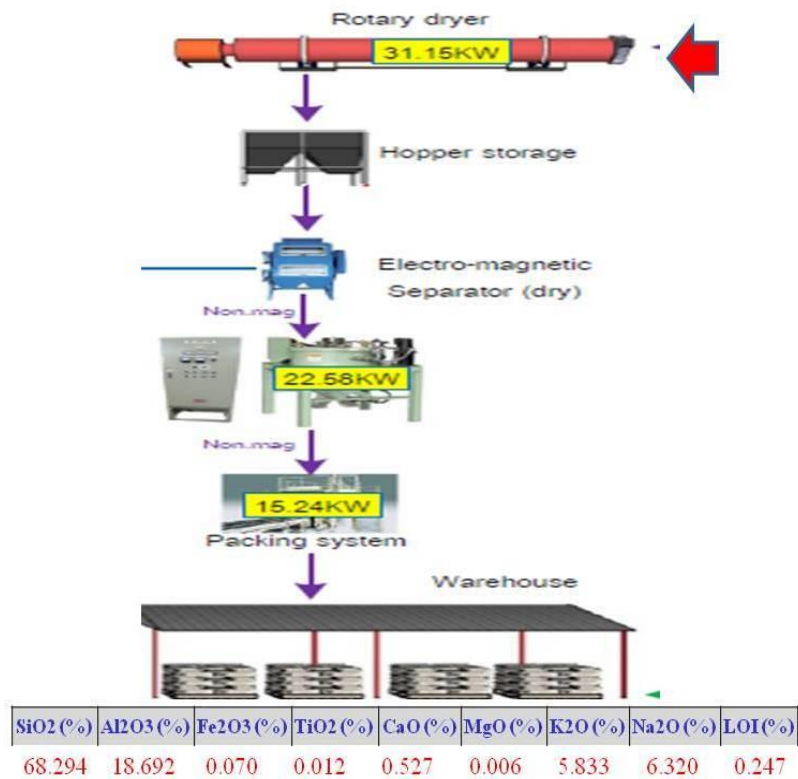 Rotary dryer
31.15KW
Hopper storage
Electro-magnetic
Separator (dry)
Non.mag
22.58KW
Non.mag
15.24KW
Packing system
Warehouse
SiO2 (%) Al2O3 (%) Fe2O3 (%) TiO2 (%) CaO (%) MgO (%) K2O (%) Na2O (%) LOI (%)
68.294 18.692 0.070 0.012 0.527 0.006 5.833 6.320 0.247